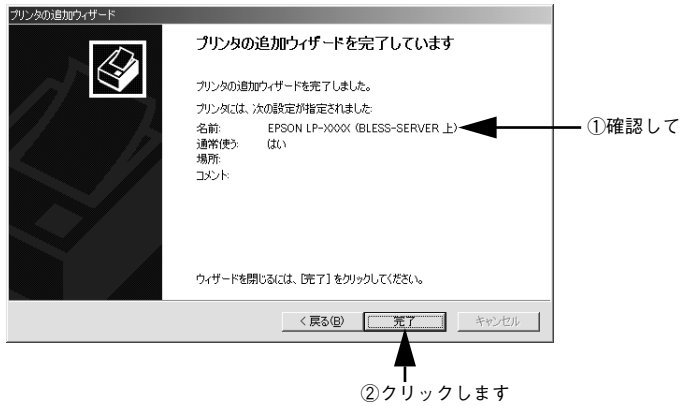 プリンタの追加ウィザード
プリンタの追加ウィザードを完了しています
プリンタの追加ウィザードを完了しました。
プリンタには、次の設定が指定されました:
名前: EPSON LP-XXXX (BLESS-SERVER 上)
通常使う: はい
場所:
コメント:
ウィザードを閉じるには、[完了] をクリックしてください。
< 戻る(B) 完了 キャンセル
①確認して
②クリックします